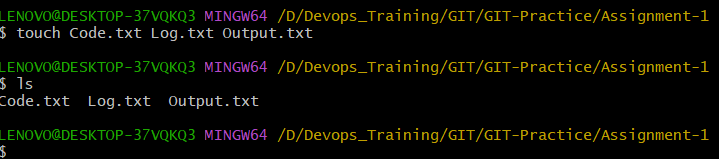 LENOVO@DESKTOP-37VQKQ3 MINGW64 /D/Devops_Training/GIT/GIT-Practice/Assignment-1
$ touch Code.txt Log.txt Output.txt
LENOVO@DESKTOP-37VQKQ3 MINGW64 /D/Devops_Training/GIT/GIT-Practice/Assignment-1
$ ls
Code.txt  Log.txt  Output.txt
LENOVO@DESKTOP-37VQKQ3 MINGW64 /D/Devops_Training/GIT/GIT-Practice/Assignment-1
$